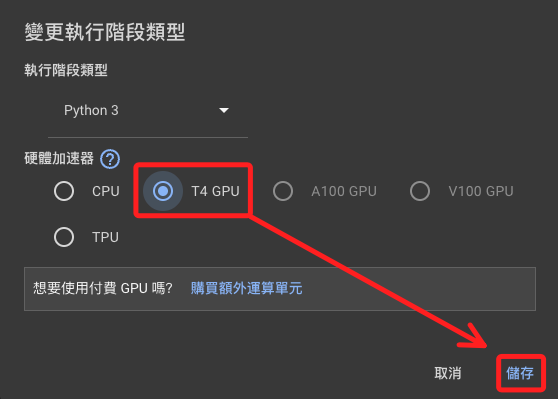 變更執行階段類型
執行階段類型
Python 3
硬體加速器 ?
CPU T4 GPU A100 GPU V100 GPU
TPU
想要使用付費 GPU 嗎? 購買額外運算單元
取消 儲存